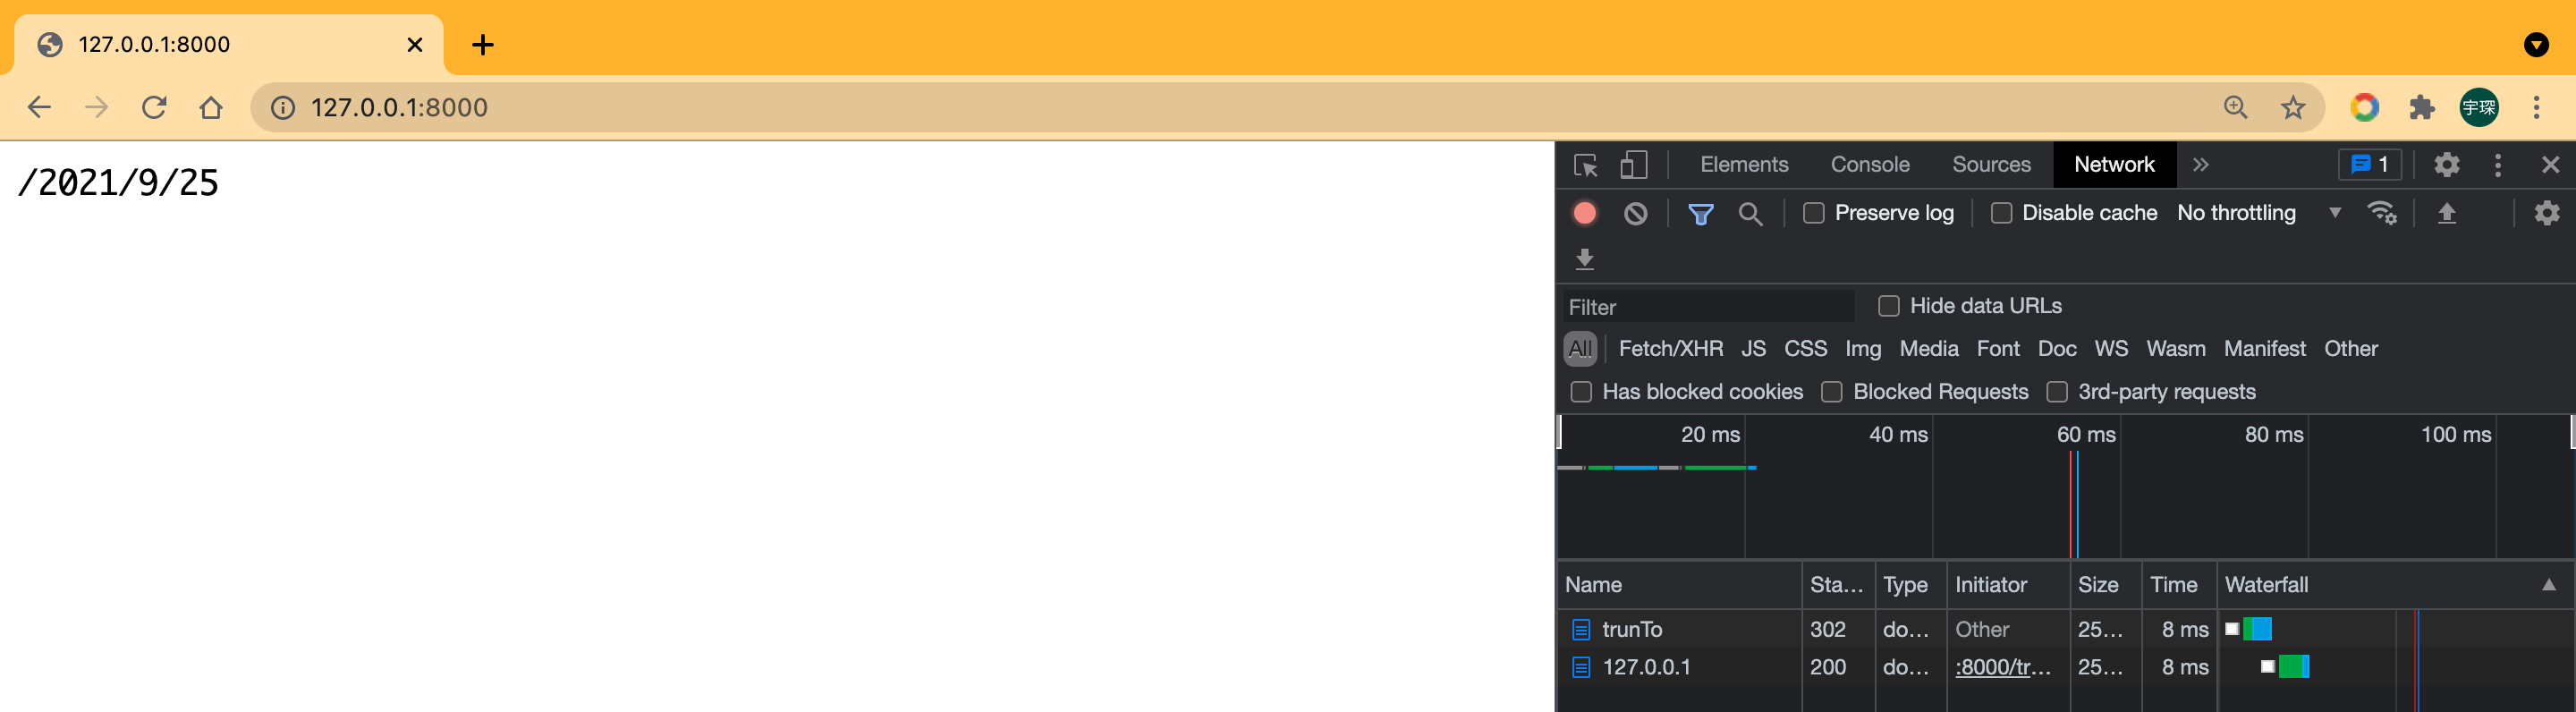 127.0.0.1:8000
127.0.0.1:8000
宇琛
/2021/9/25
Elements Console Sources Network 1
Preserve log Disable cache No throttling
Filter Hide data URLs
All Fetch/XHR JS CSS Img Media Font Doc WS Wasm Manifest Other
Has blocked cookies Blocked Requests 3rd-party requests
20 ms 40 ms 60 ms 80 ms 100 ms
Name Sta... Type Initiator Size Time Waterfall
trunTo 302 do... Other 25... 8 ms
127.0.0.1 200 do... :8000/tr... 25... 8 ms